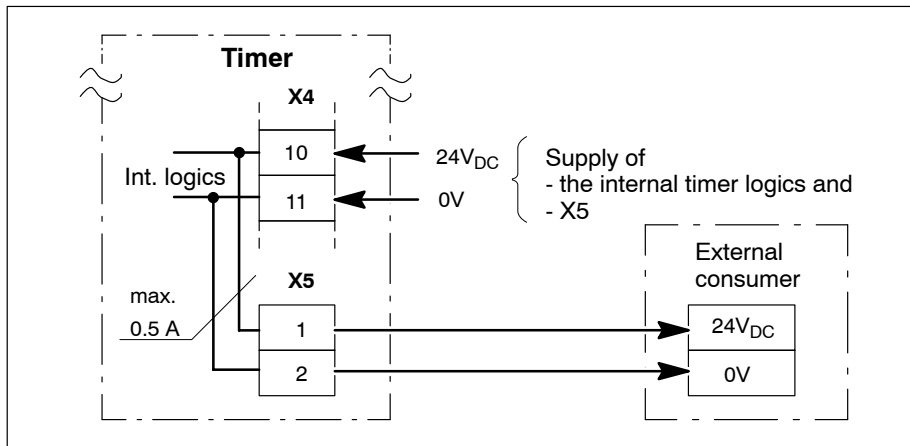 Timer
X4
10
24VDC
Supply of
Int. logics
- the internal timer logics and
11
0V
- X5
External
consumer
X5
max.
0.5 A
1
24VDC
2
0V